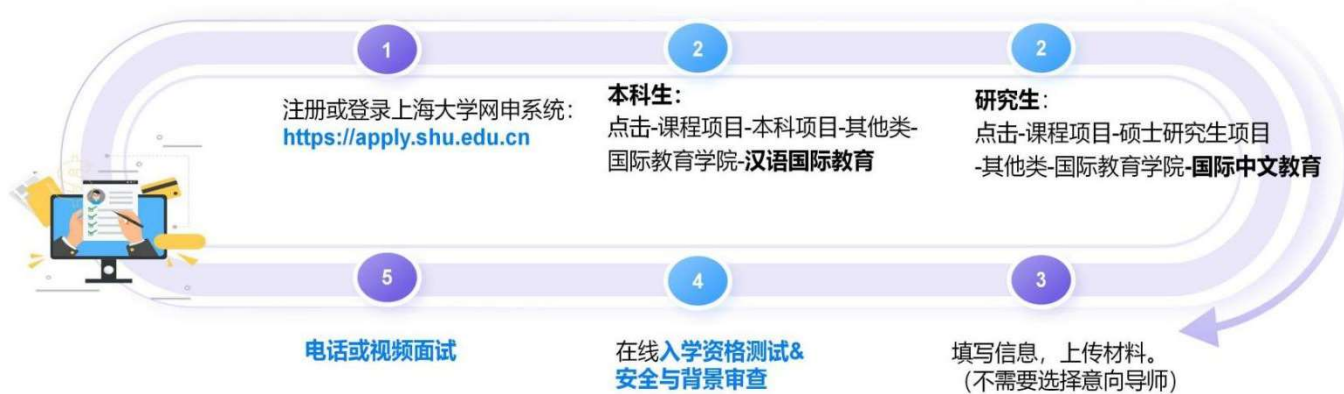 1
注册或登录上海大学网申系统：
https://apply.shu.edu.cn
2
本科生：
点击-课程项目-本科项目-其他类-
国际教育学院-汉语国际教育
2
研究生：
点击-课程项目-硕士研究生项目
-其他类-国际教育学院-国际中文教育
3
填写信息，上传材料。
（不需要选择意向导师）
4
在线入学资格测试&
安全与背景审查
5
电话或视频面试